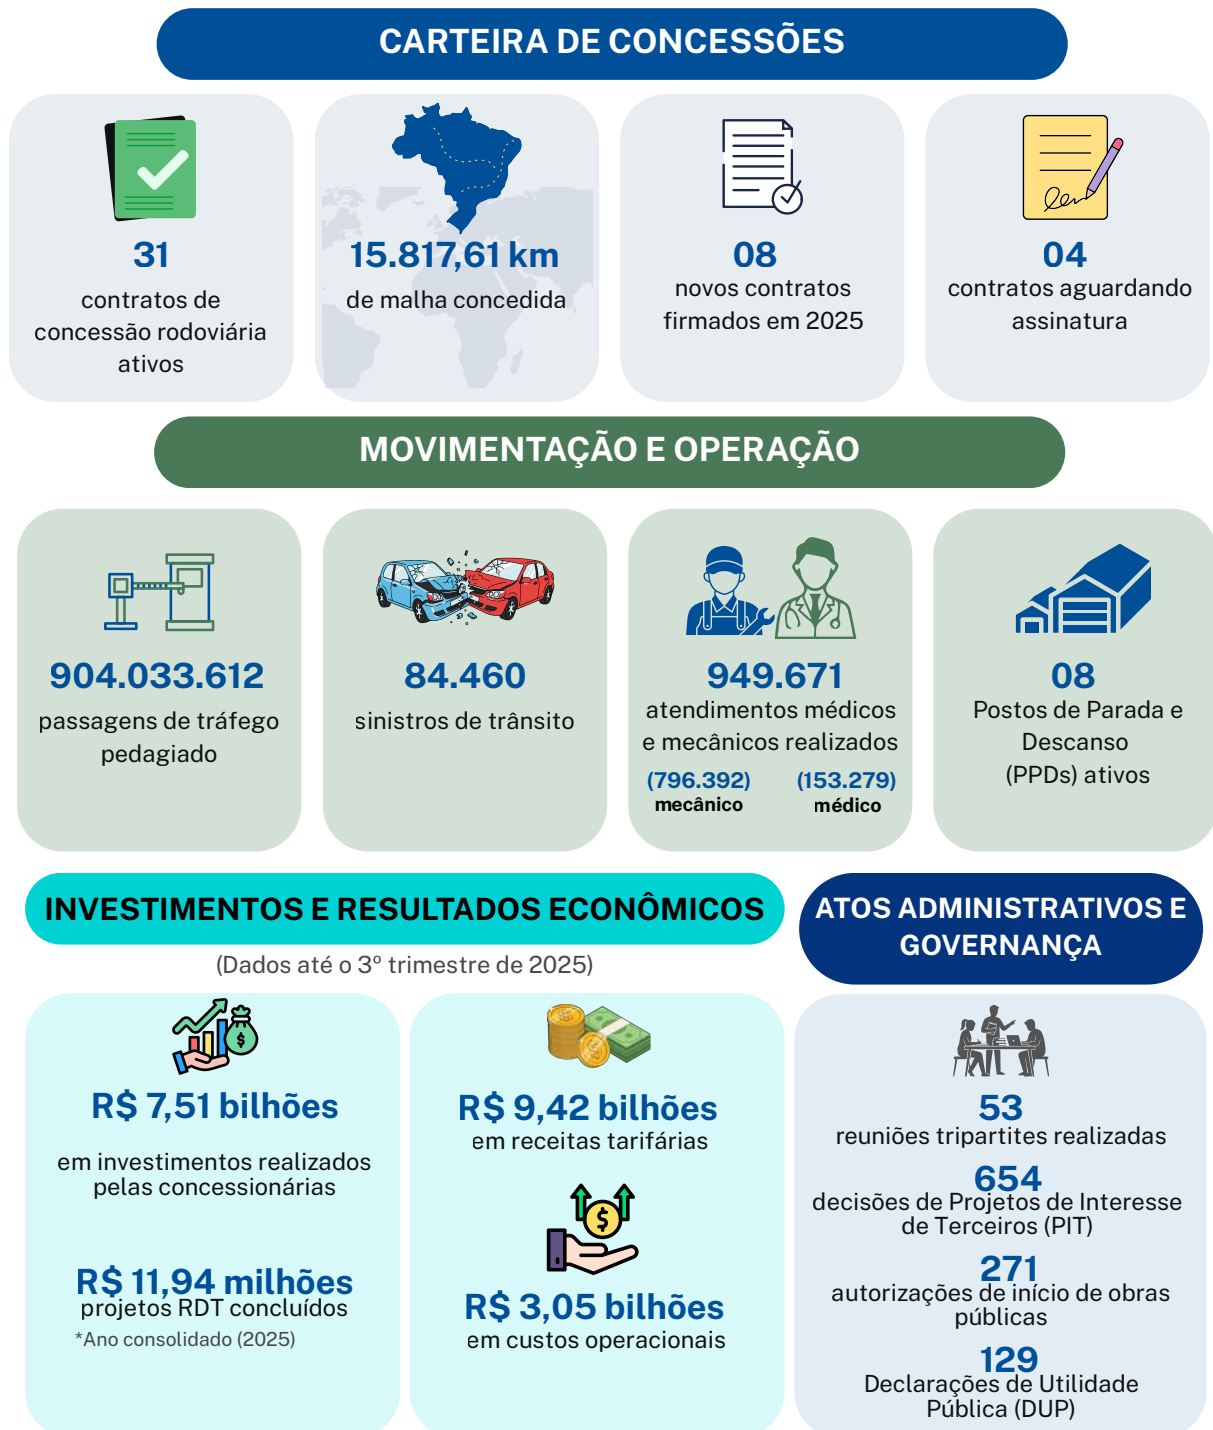 CARTEIRA DE CONCESSÕES
31
contratos de
concessão rodoviária
ativos
15.817,61 km
de malha concedida
08
novos contratos
firmados em 2025
04
contratos aguardando
assinatura
MOVIMENTAÇÃO E OPERAÇÃO
904.033.612
passagens de tráfego
pedagiado
84.460
sinistros de trânsito
949.671
atendimentos médicos
e mecânicos realizados
(796.392)
mecânico
(153.279)
médico
08
Postos de Parada e
Descanso
(PPDs) ativos
INVESTIMENTOS E RESULTADOS ECONÔMICOS
(Dados até o 3º trimestre de 2025)
R$ 7,51 bilhões
em investimentos realizados
pelas concessionárias
R$ 11,94 milhões
projetos RDT concluídos
*Ano consolidado (2025)
R$ 9,42 bilhões
em receitas tarifárias
R$ 3,05 bilhões
em custos operacionais
ATOS ADMINISTRATIVOS E
GOVERNANÇA
53
reuniões tripartites realizadas
654
decisões de Projetos de Interesse
de Terceiros (PIT)
271
autorizações de início de obras
públicas
129
Declarações de Utilidade
Pública (DUP)